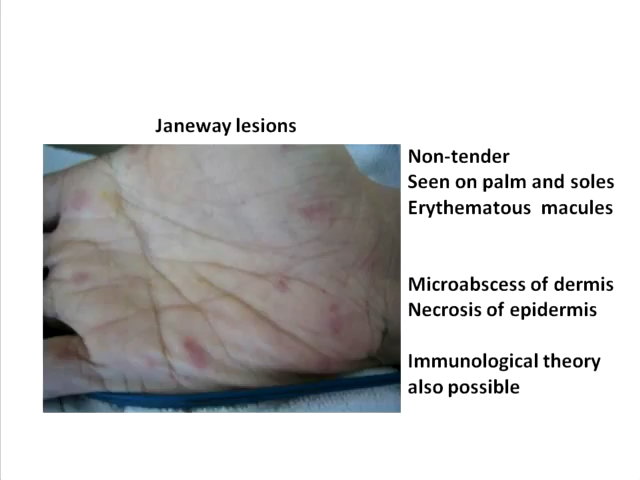 Janeway lesions
Non-tender
Seen on palm and soles
Erythematous  macules
Microabscess of dermis
Necrosis of epidermis
Immunological theory
also possible